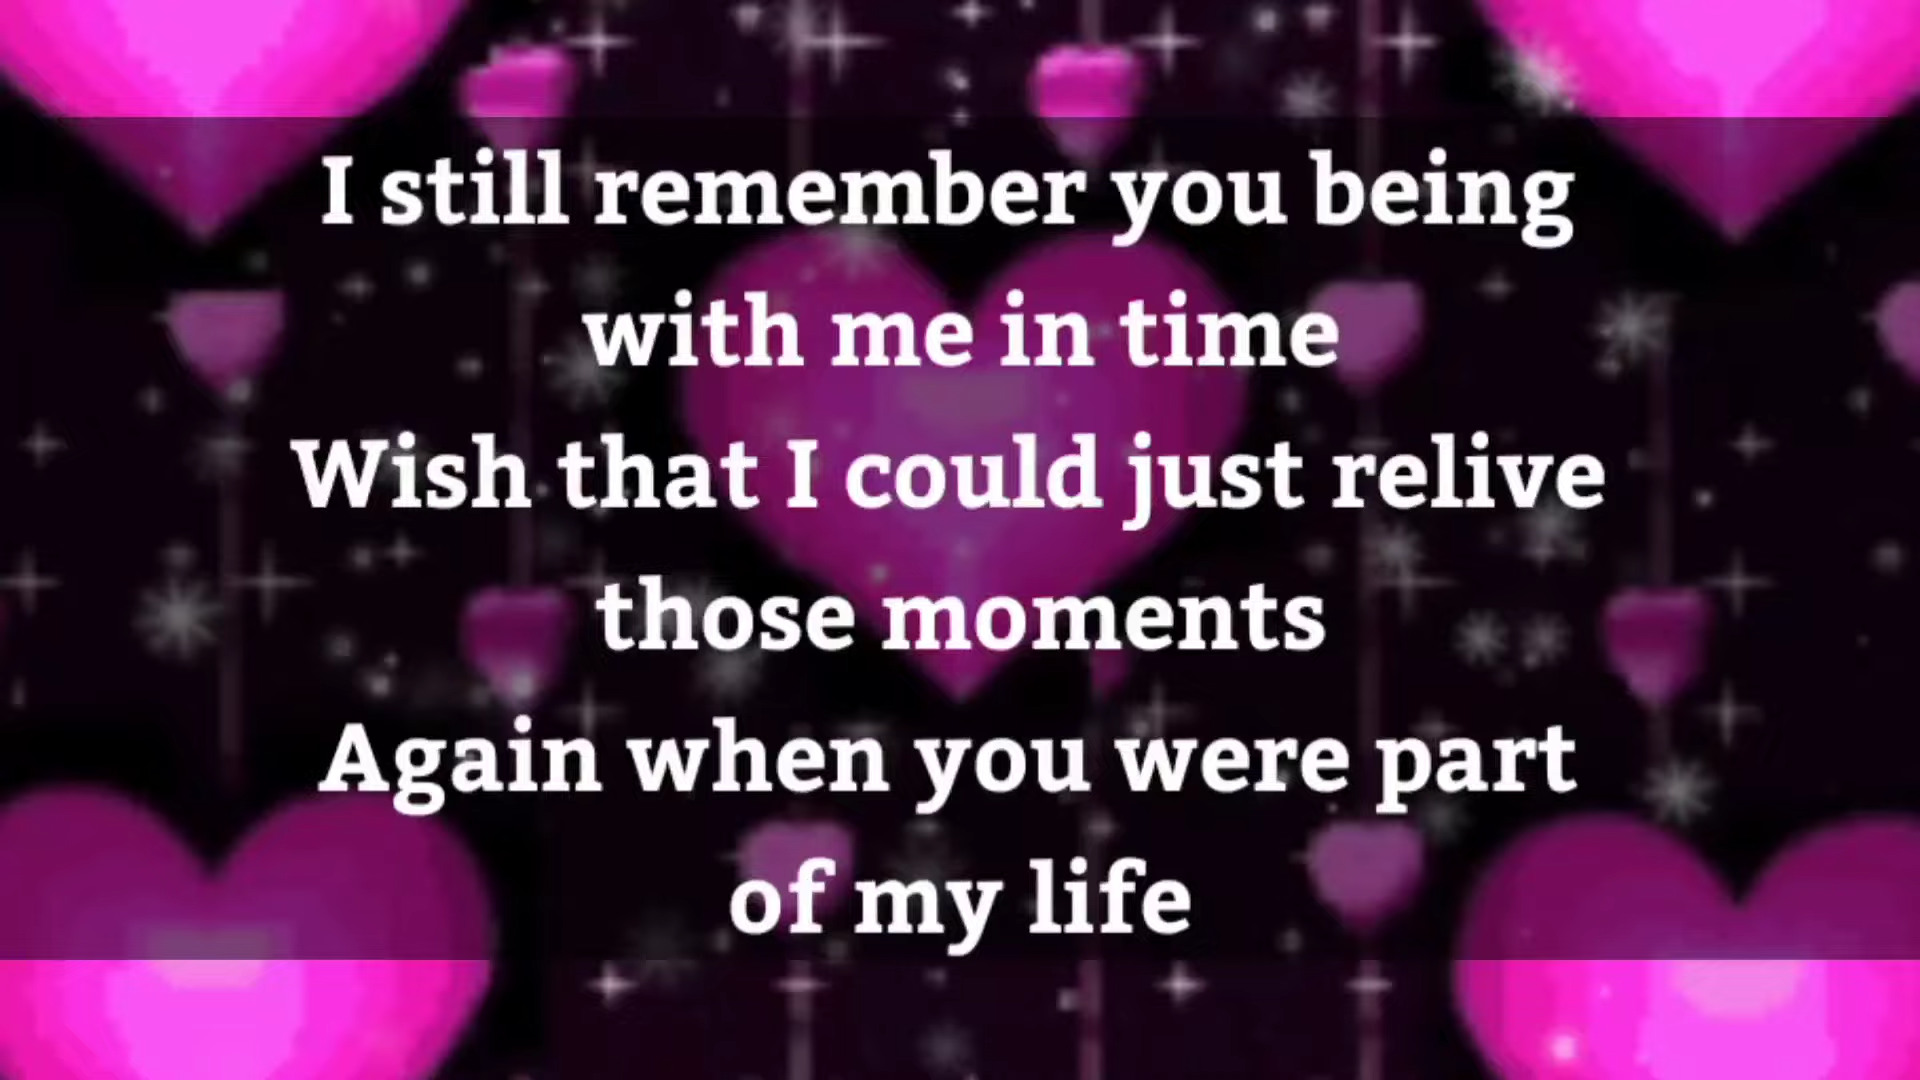 I still remember you being
with me in time
Wish that I could just relive
those moments
Again when you were part
of my life